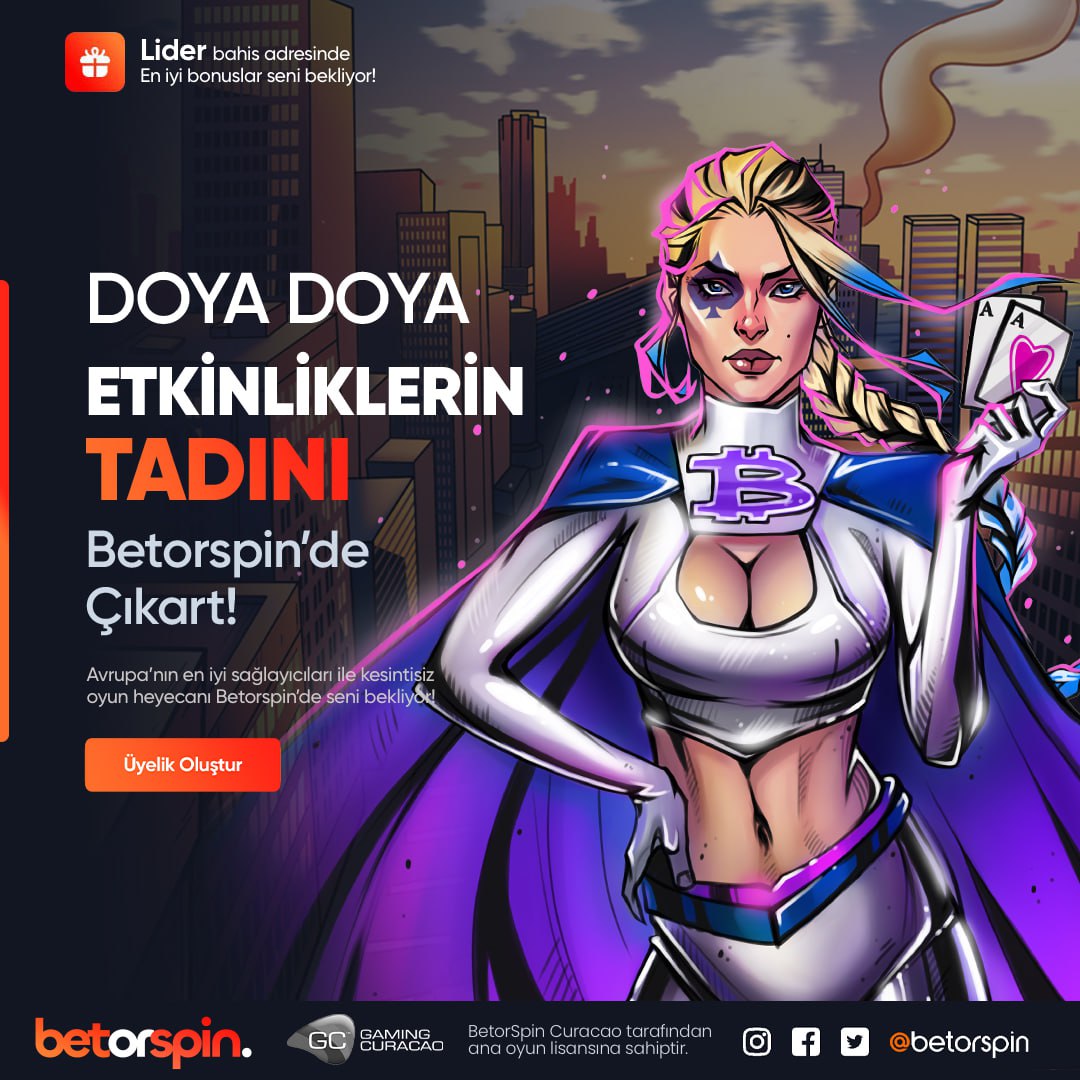 Lider bahis adresinde
En iyi bonuslar seni bekliyor!
DOYA DOYA
ETKİNLİKLERİN
TADINI
Betorspin'de
Çıkart!
Avrupa'nın en iyi sağlayıcıları ile kesintisiz
oyun heyecanı Betorspin'de seni bekliyor!
Üyelik Oluştur
A
A
betorspin.
GC
GAMING
CURACAO
BetorSpin Curacao tarafından
ana oyun lisansına sahiptir.
@betorspin